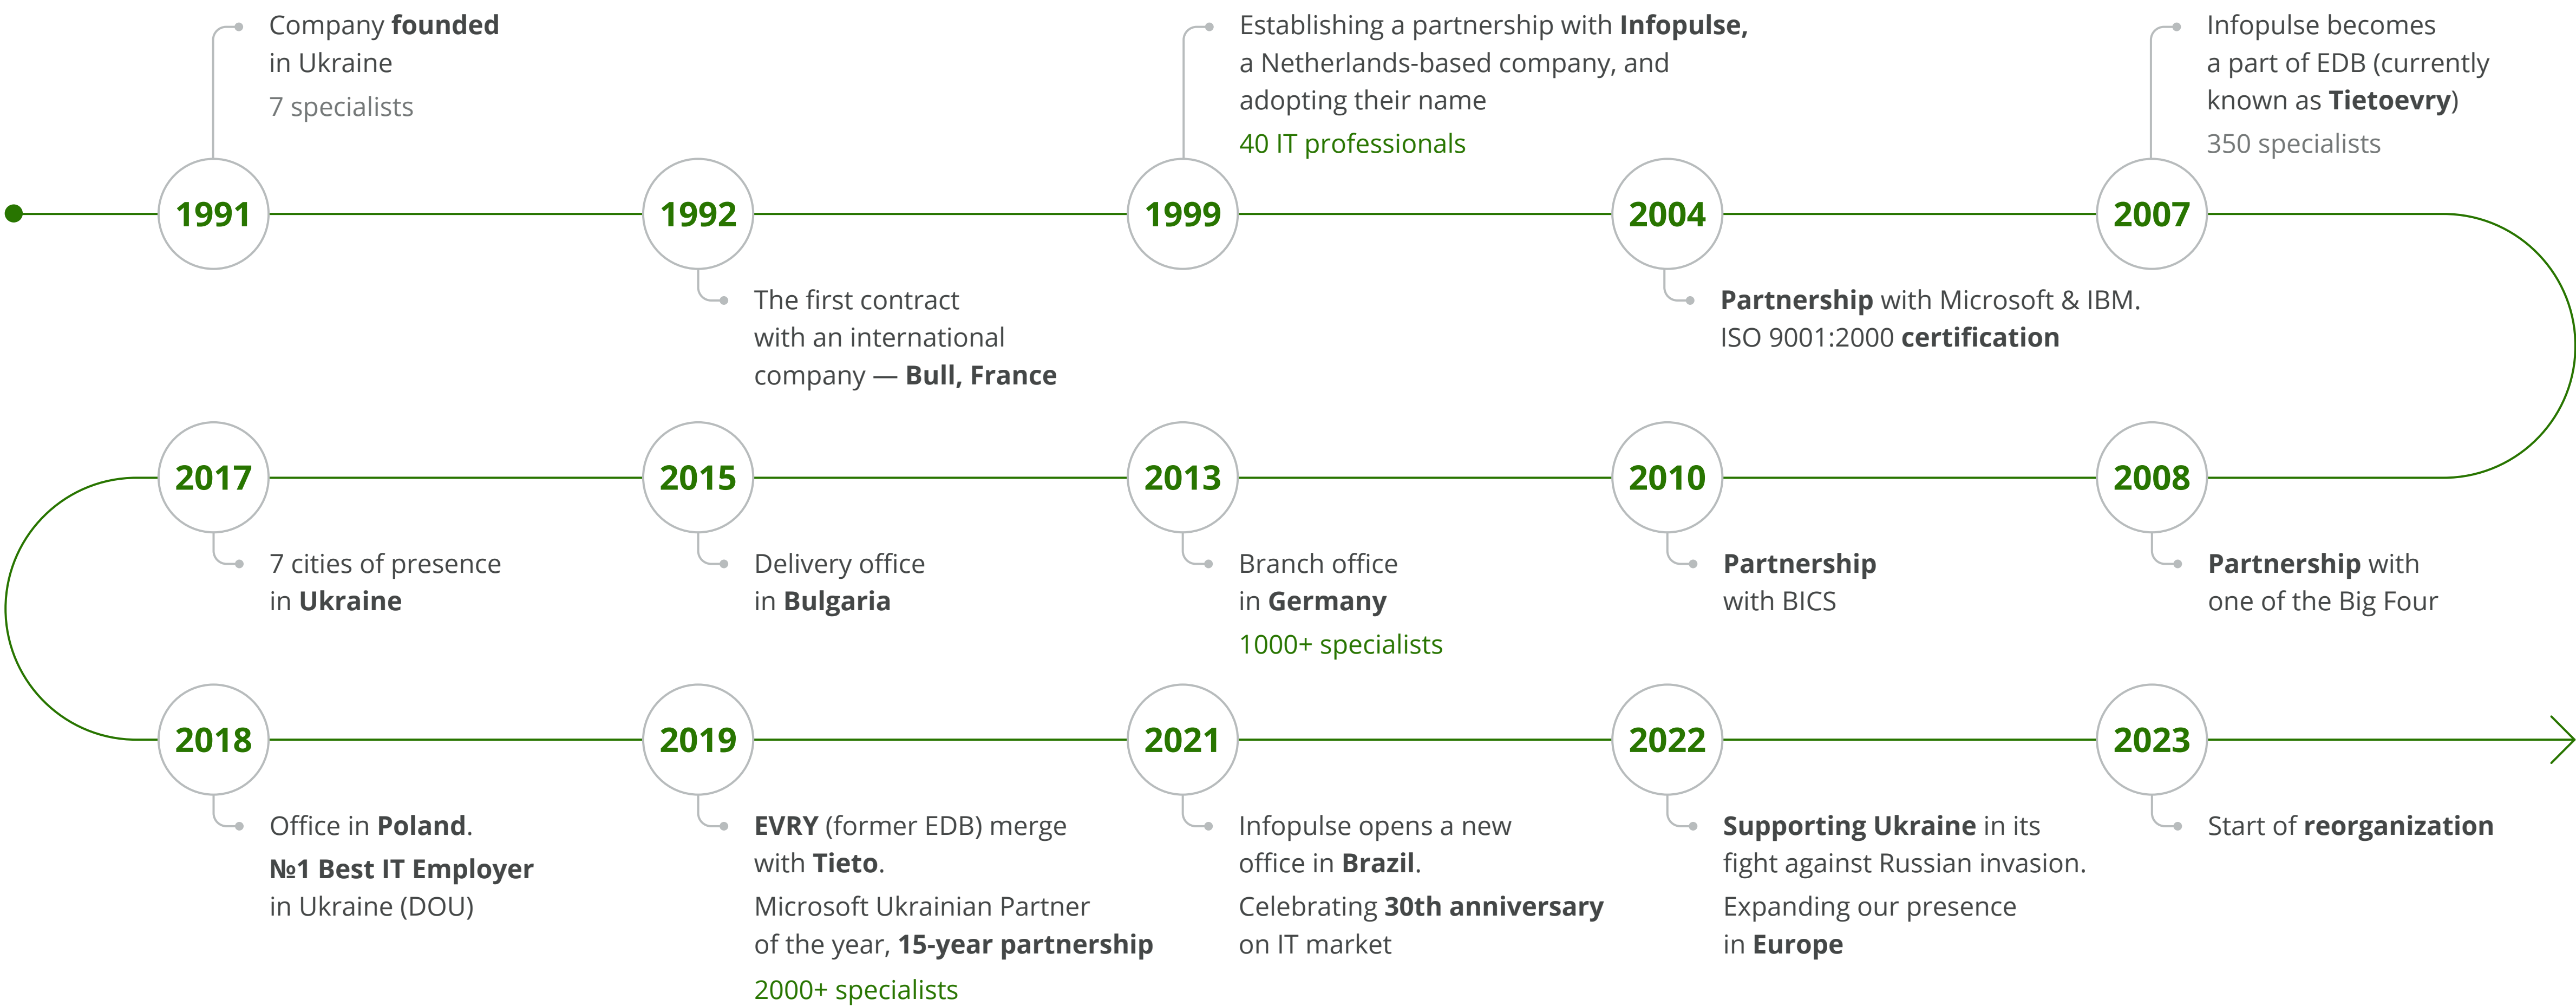 1991
Company founded
in Ukraine
7 specialists
1992
The first contract
with an international
company — Bull, France
1999
Establishing a partnership with Infopulse,
a Netherlands-based company, and
adopting their name
40 IT professionals
2004
Partnership with Microsoft & IBM.
ISO 9001:2000 certification
2007
Infopulse becomes
a part of EDB (currently
known as Tietoevry)
350 specialists
2008
Partnership with
one of the Big Four
2010
Partnership
with BICS
2013
Branch office
in Germany
1000+ specialists
2015
Delivery office
in Bulgaria
2017
7 cities of presence
in Ukraine
2018
Office in Poland.
№1 Best IT Employer
in Ukraine (DOU)
2019
EVRY (former EDB) merge
with Tieto.
Microsoft Ukrainian Partner
of the year, 15-year partnership
2000+ specialists
2021
Infopulse opens a new
office in Brazil.
Celebrating 30th anniversary
on IT market
2022
Supporting Ukraine in its
fight against Russian invasion.
Expanding our presence
in Europe
2023
Start of reorganization